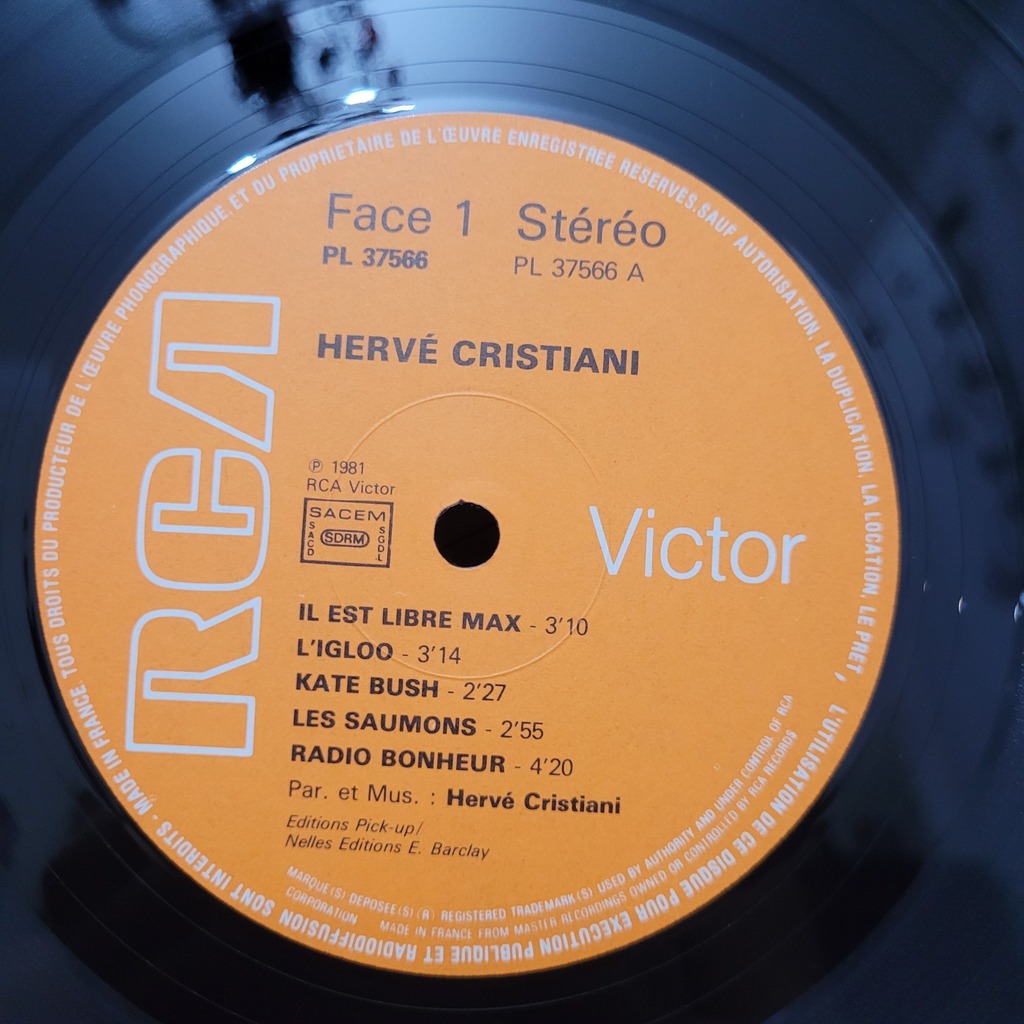 MADE IN FRANCE. TOUS DROITS DU PRODUCTEUR DE L'ŒUVRE PHONOGRAPHIQUE. ET DU PROPRIETAIRE DE L'ŒUVRE ENREGISTREE RESERVES. SAUF AUTORISATION, LA DUPLICATION, LA LOCATION, LE PRET, L'UTILISATION DE CE DISQUE POUR EXECUTION PUBLIQUE ET RADIODIFFUSION SONT INTERDITS -
Face 1 Stéréo
PL 37566 PL 37566 A
RCA
HERVÉ CRISTIANI
℗ 1981
RCA Victor
SACEM
SACD SDRM SGDL
Victor
IL EST LIBRE MAX - 3'10
L'IGLOO - 3'14
KATE BUSH - 2'27
LES SAUMONS - 2'55
RADIO BONHEUR - 4'20
Par. et Mus. : Hervé Cristiani
Editions Pick-up/
Nelles Editions E. Barclay
MARQUE(S) DEPOSEE(S) (R) REGISTERED TRADEMARK(S) USED BY AUTHORITY AND UNDER CONTROL OF RCA
CORPORATION MADE IN FRANCE FROM MASTER RECORDINGS OWNED OR CONTROLLED BY RCA RECORDS